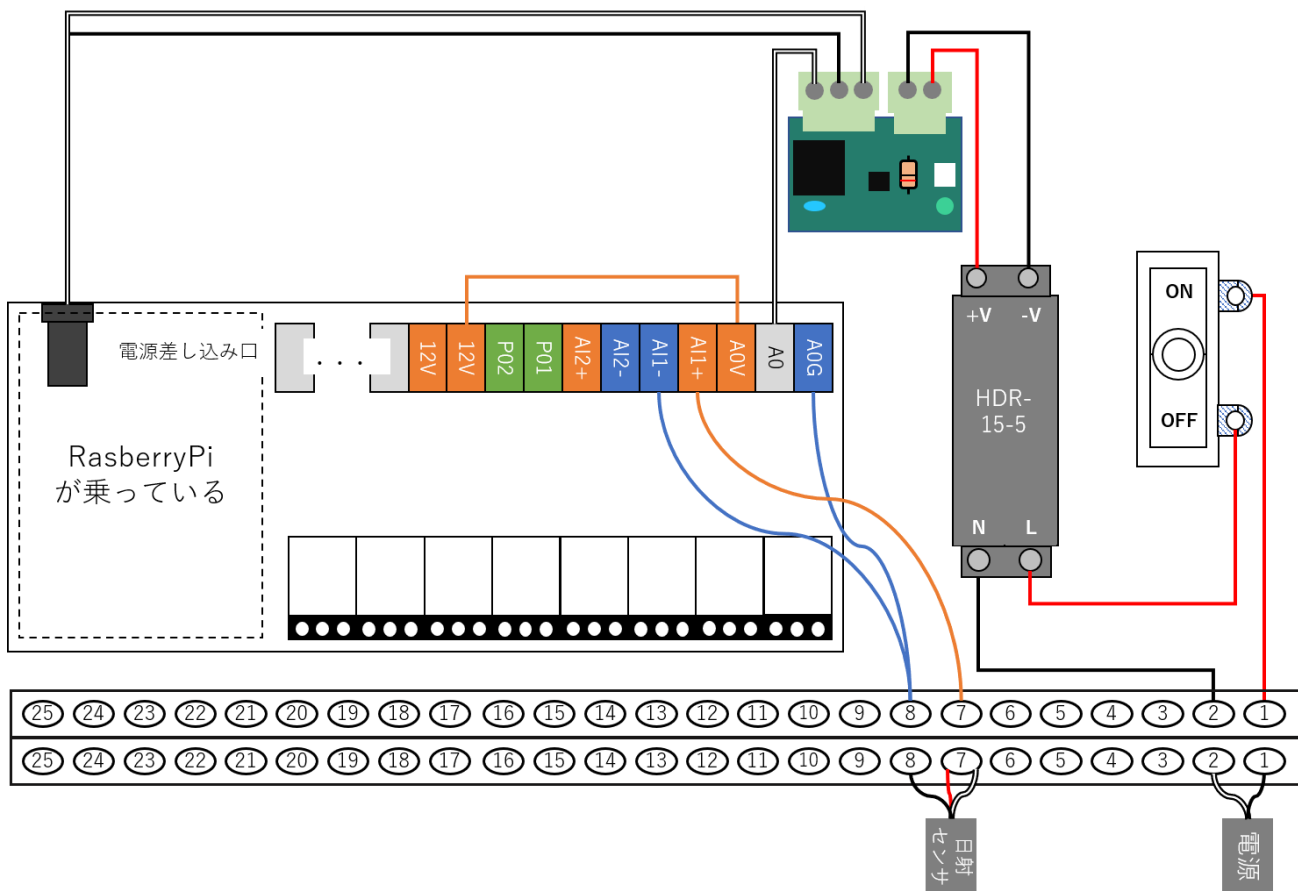 電源差し込み口
RasberryPi
が乗っている
...
12V
12V
P02
P01
AI2+
AI2-
AI1-
AI1+
A0V
A0
A0G
+V -V
HDR-
15-5
N L
ON
OFF
25 24 23 22 21 20 19 18 17 16 15 14 13 12 11 10 9 8 7 6 5 4 3 2 1
25 24 23 22 21 20 19 18 17 16 15 14 13 12 11 10 9 8 7 6 5 4 3 2 1
日射
センサ
電源